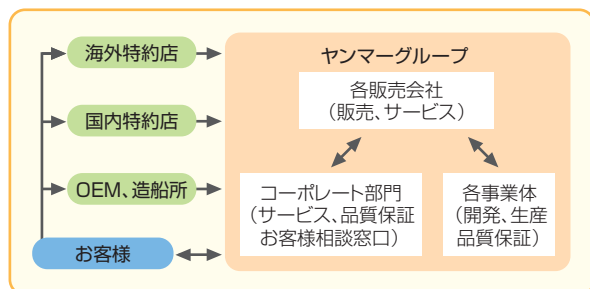 海外特約店
国内特約店
OEM、造船所
お客様
ヤンマーグループ
各販売会社
（販売、サービス）
コーポレート部門
（サービス、品質保証
お客様相談窓口）
各事業体
（開発、生産
品質保証）